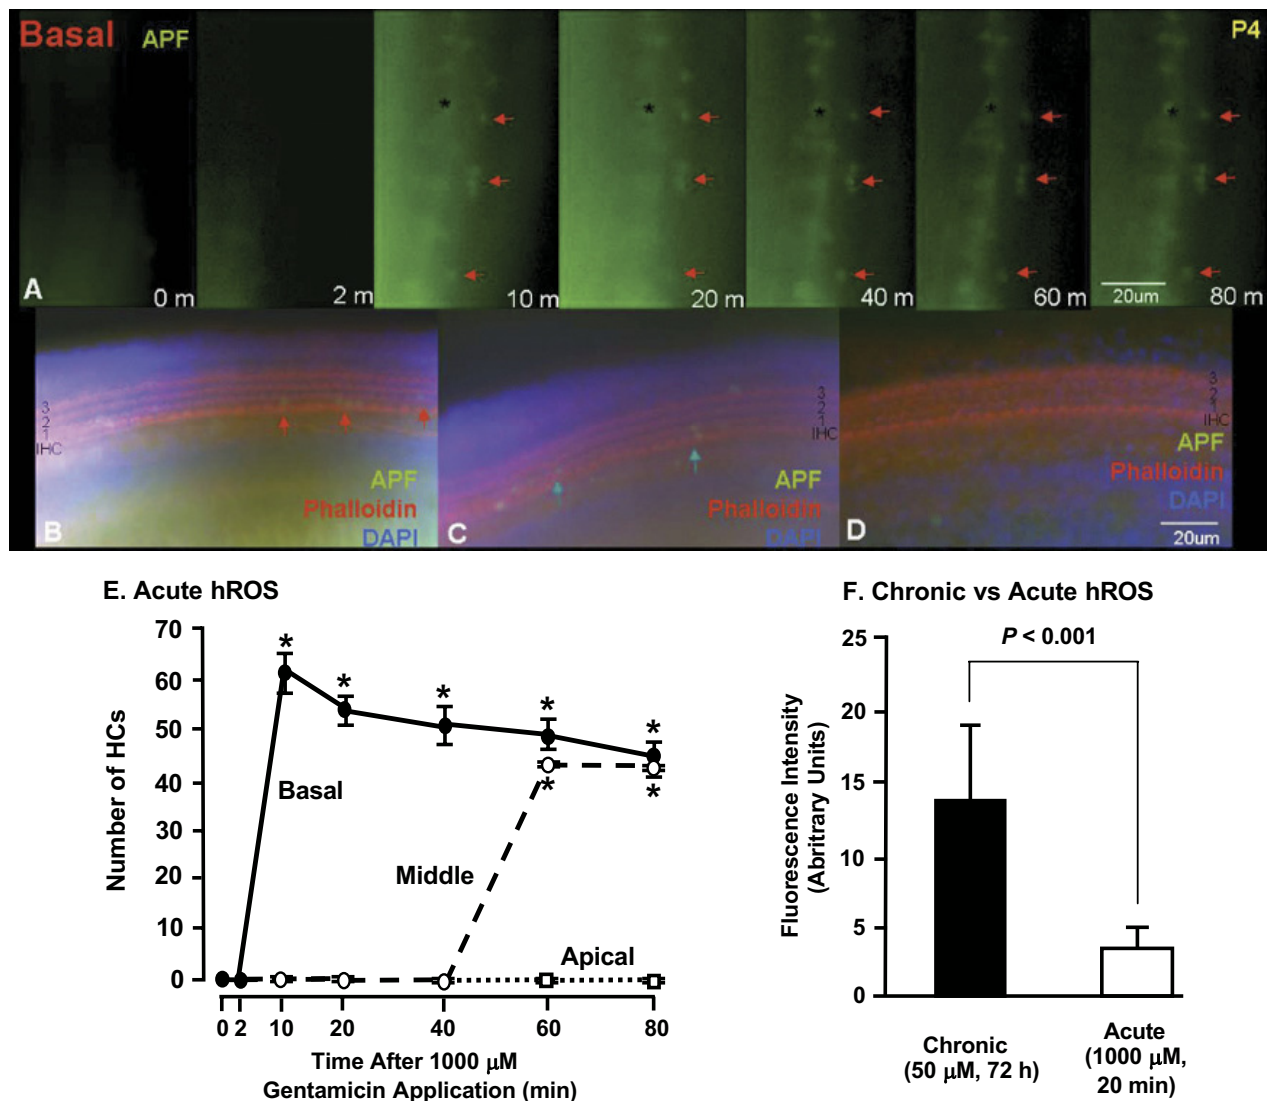 Basal APF P4
* * * * *
A 0 m 2 m 10 m 20 m 40 m 60 m 20um 80 m
3
2
1
IHC
APF
Phalloidin
B DAPI
3
2
1
IHC
APF
Phalloidin
C DAPI
3
2
1
IHC
APF
Phalloidin
DAPI
D 20um
E. Acute hROS
Number of HCs
70
60
50
40
30
20
10
0
* * * * *
* *
Basal
Middle
Apical
0 2 10 20 40 60 80
Time After 1000 µM
Gentamicin Application (min)
F. Chronic vs Acute hROS
P < 0.001
Fluorescence Intensity
(Abritrary Units)
25
20
15
10
5
0
Chronic
(50 µM, 72 h)
Acute
(1000 µM,
20 min)